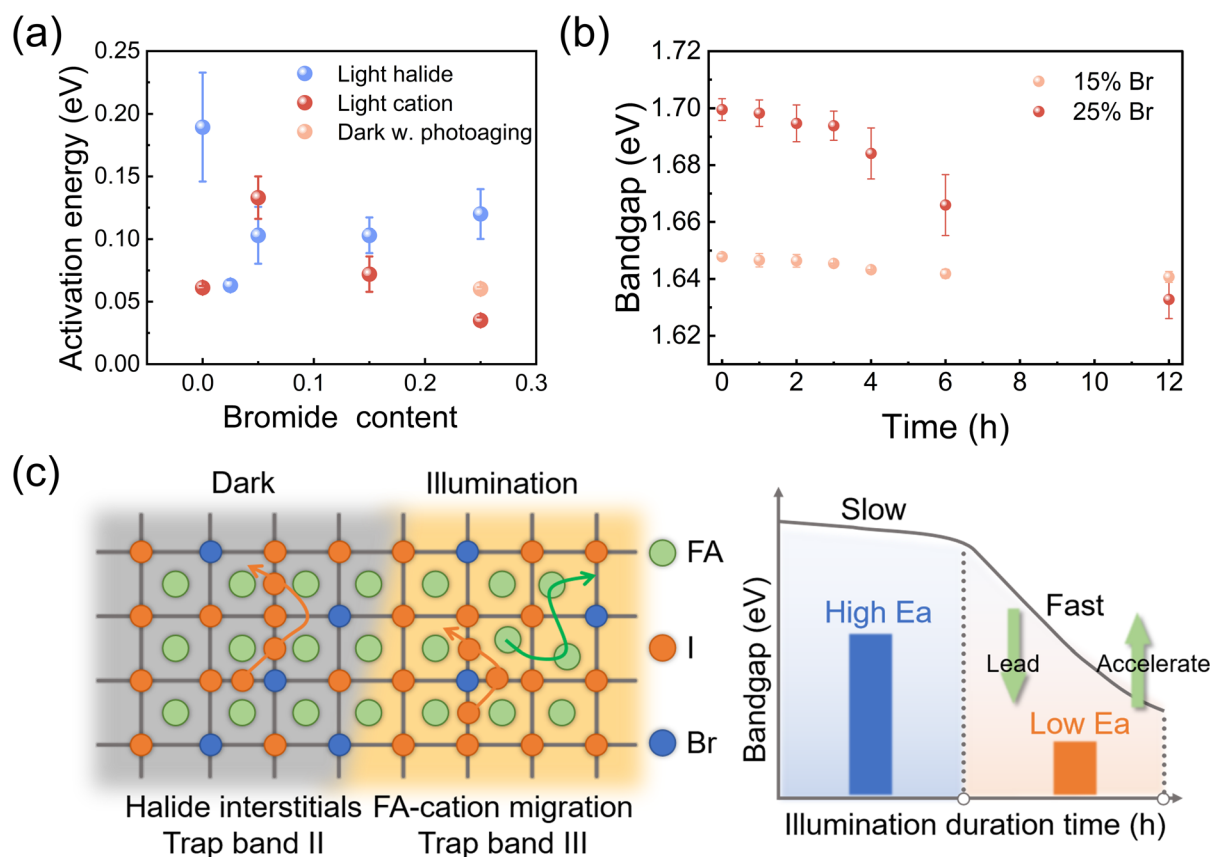 (a)
0.25
0.20
0.15
0.10
0.05
0.00
Activation energy (eV)
Light halide
Light cation
Dark w. photoaging
0.0
0.1
0.2
0.3
Bromide content
(b)
1.72
1.70
1.68
1.66
1.64
1.62
Bandgap (eV)
15% Br
25% Br
0
2
4
6
8
10
12
Time (h)
(c)
Dark
Illumination
FA
I
Br
Halide interstitials
Trap band II
FA-cation migration
Trap band III
Bandgap (eV)
Slow
High Ea
Fast
Lead
Accelerate
Low Ea
Illumination duration time (h)